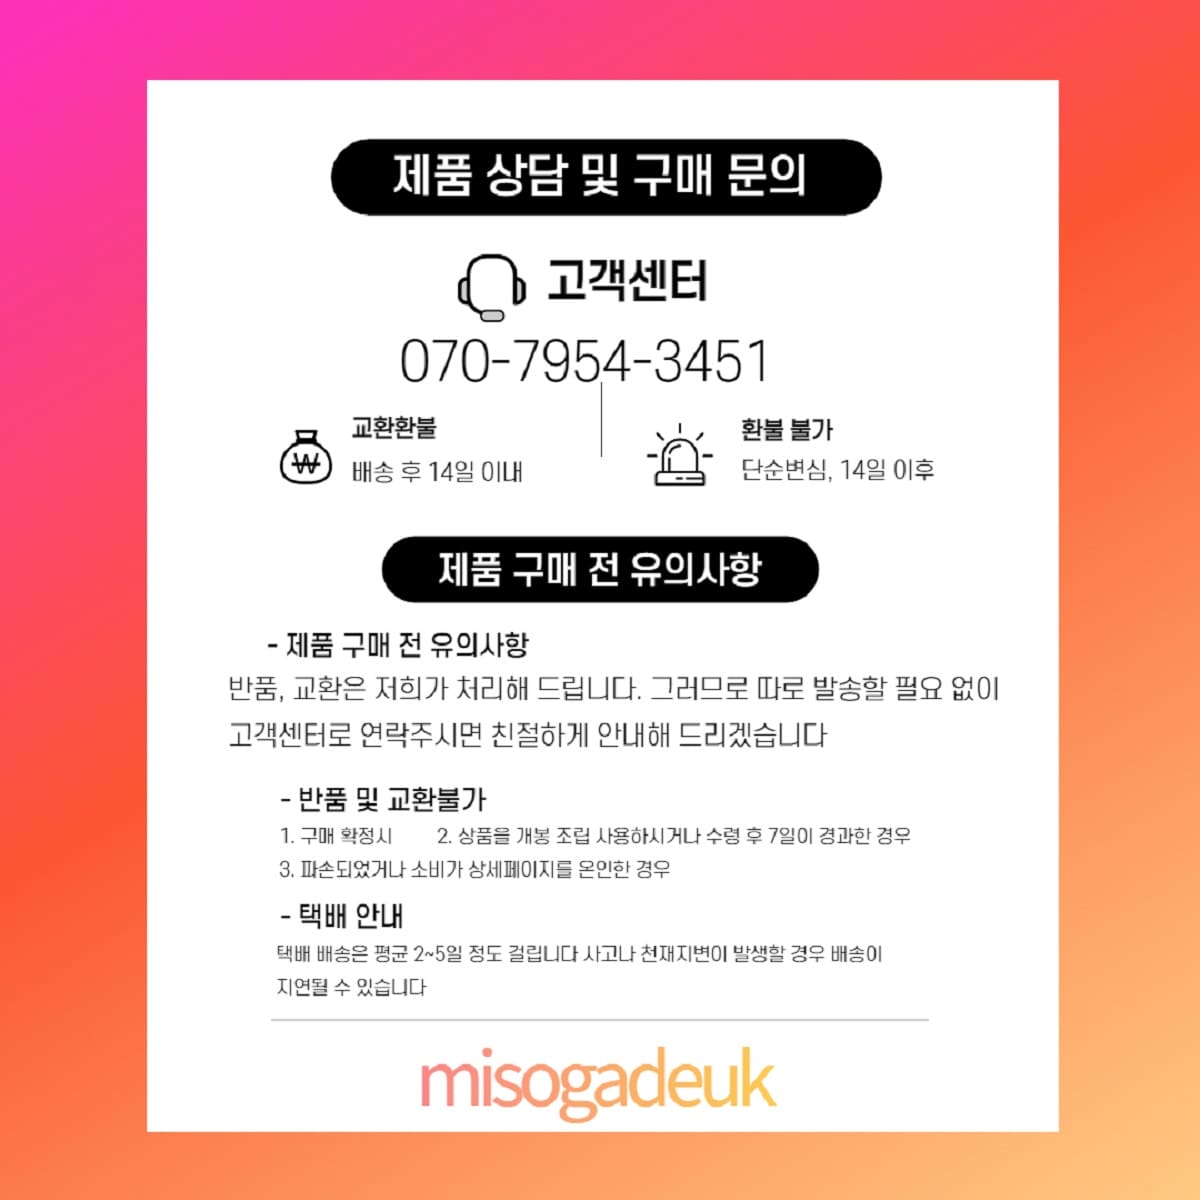 제품 상담 및 구매 문의
고객센터
070-7954-3451
교환환불
배송 후 14일 이내
환불 불가
단순변심, 14일 이후
제품 구매 전 유의사항
- 제품 구매 전 유의사항
반품, 교환은 저희가 처리해 드립니다. 그러므로 따로 발송할 필요 없이
고객센터로 연락주시면 친절하게 안내해 드리겠습니다
- 반품 및 교환불가
1. 구매 확정시 2. 상품을 개봉 조립 사용하시거나 수령 후 7일이 경과한 경우
3. 파손되었거나 소비가 상세페이지를 온인한 경우
- 택배 안내
택배 배송은 평균 2~5일 정도 걸립니다 사고나 천재지변이 발생할 경우 배송이
지연될 수 있습니다
misogadeuk